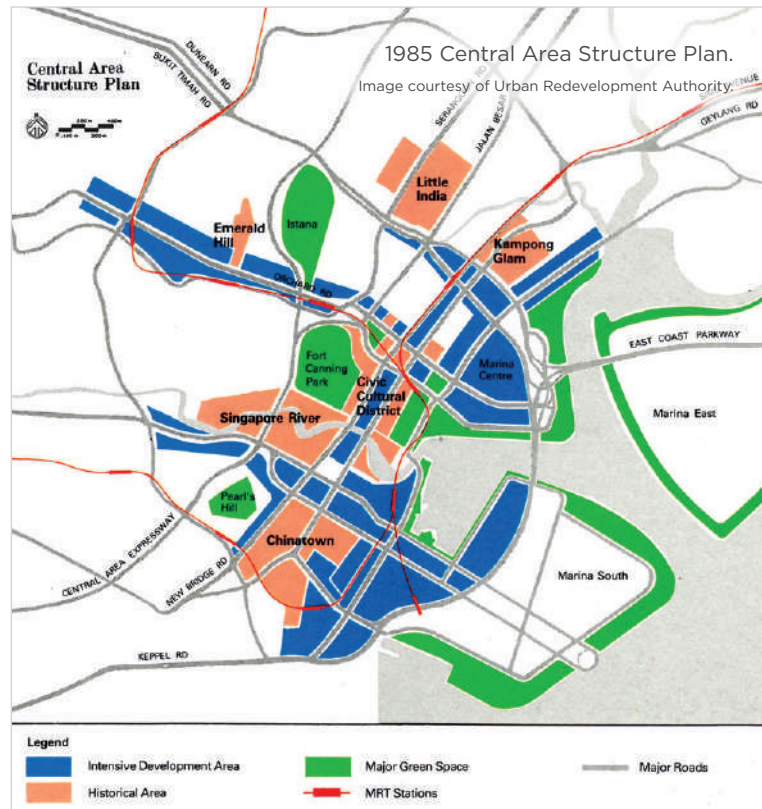 1985 Central Area Structure Plan.
Image courtesy of Urban Redevelopment Authority.
Central Area
Structure Plan
DUNEARN RD
BUKIT TIMAH RD
SERANGOON RD
JALAN BESAR
AVENUE
GEYLANG RD
Little
India
Emerald
Hill
Istana
Kampong
Glam
ORCHARD RD
EAST COAST PARKWAY
Fort
Canning
Park
Marina
Centre
Civic
Cultural
District
Marina East
Singapore River
Pearl's
Hill
Chinatown
Marina South
CENTRAL AREA EXPRESSWAY
NEW BRIDGE RD
KEPPEL RD
Legend
Intensive Development Area
Major Green Space
Major Roads
Historical Area
MRT Stations